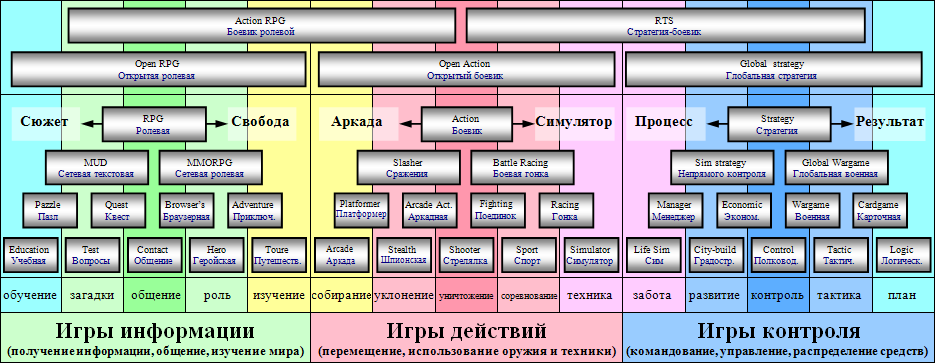 Action RPG
Боевик ролевой
RTS
Стратегия-боевик
Open RPG
Открытая ролевая
Open Action
Открытый боевик
Global strategy
Глобальная стратегия
Сюжет
RPG
Ролевая
Свобода
Аркада
Action
Боевик
Симулятор
Процесс
Strategy
Стратегия
Результат
MUD
Сетевая текстовая
MMORPG
Сетевая ролевая
Slasher
Сражения
Battle Racing
Боевая гонка
Sim strategy
Непрямого контроля
Global Wargame
Глобальная военная
Pazzle
Пазл
Quest
Квест
Browser's
Браузерная
Adventure
Приключ.
Platformer
Платформер
Arcade Act.
Аркадная
Fighting
Поединок
Racing
Гонка
Manager
Менеджер
Economic
Эконом.
Wargame
Военная
Cardgame
Карточная
Education
Учебная
Test
Вопросы
Contact
Общение
Hero
Геройская
Toure
Путешеств.
Arcade
Аркада
Stealth
Шпионская
Shooter
Стрелялка
Sport
Спорт
Simulator
Симулятор
Life Sim
Сим
City-build
Градостр.
Control
Полковод.
Tactic
Тактич.
Logic
Логическ.
обучение загадки общение роль изучение собирание уклонение уничтожение соревнование техника забота развитие контроль тактика план
Игры информации
(получение информации, общение, изучение мира)
Игры действий
(перемещение, использование оружия и техники)
Игры контроля
(командование, управление, распределение средств)